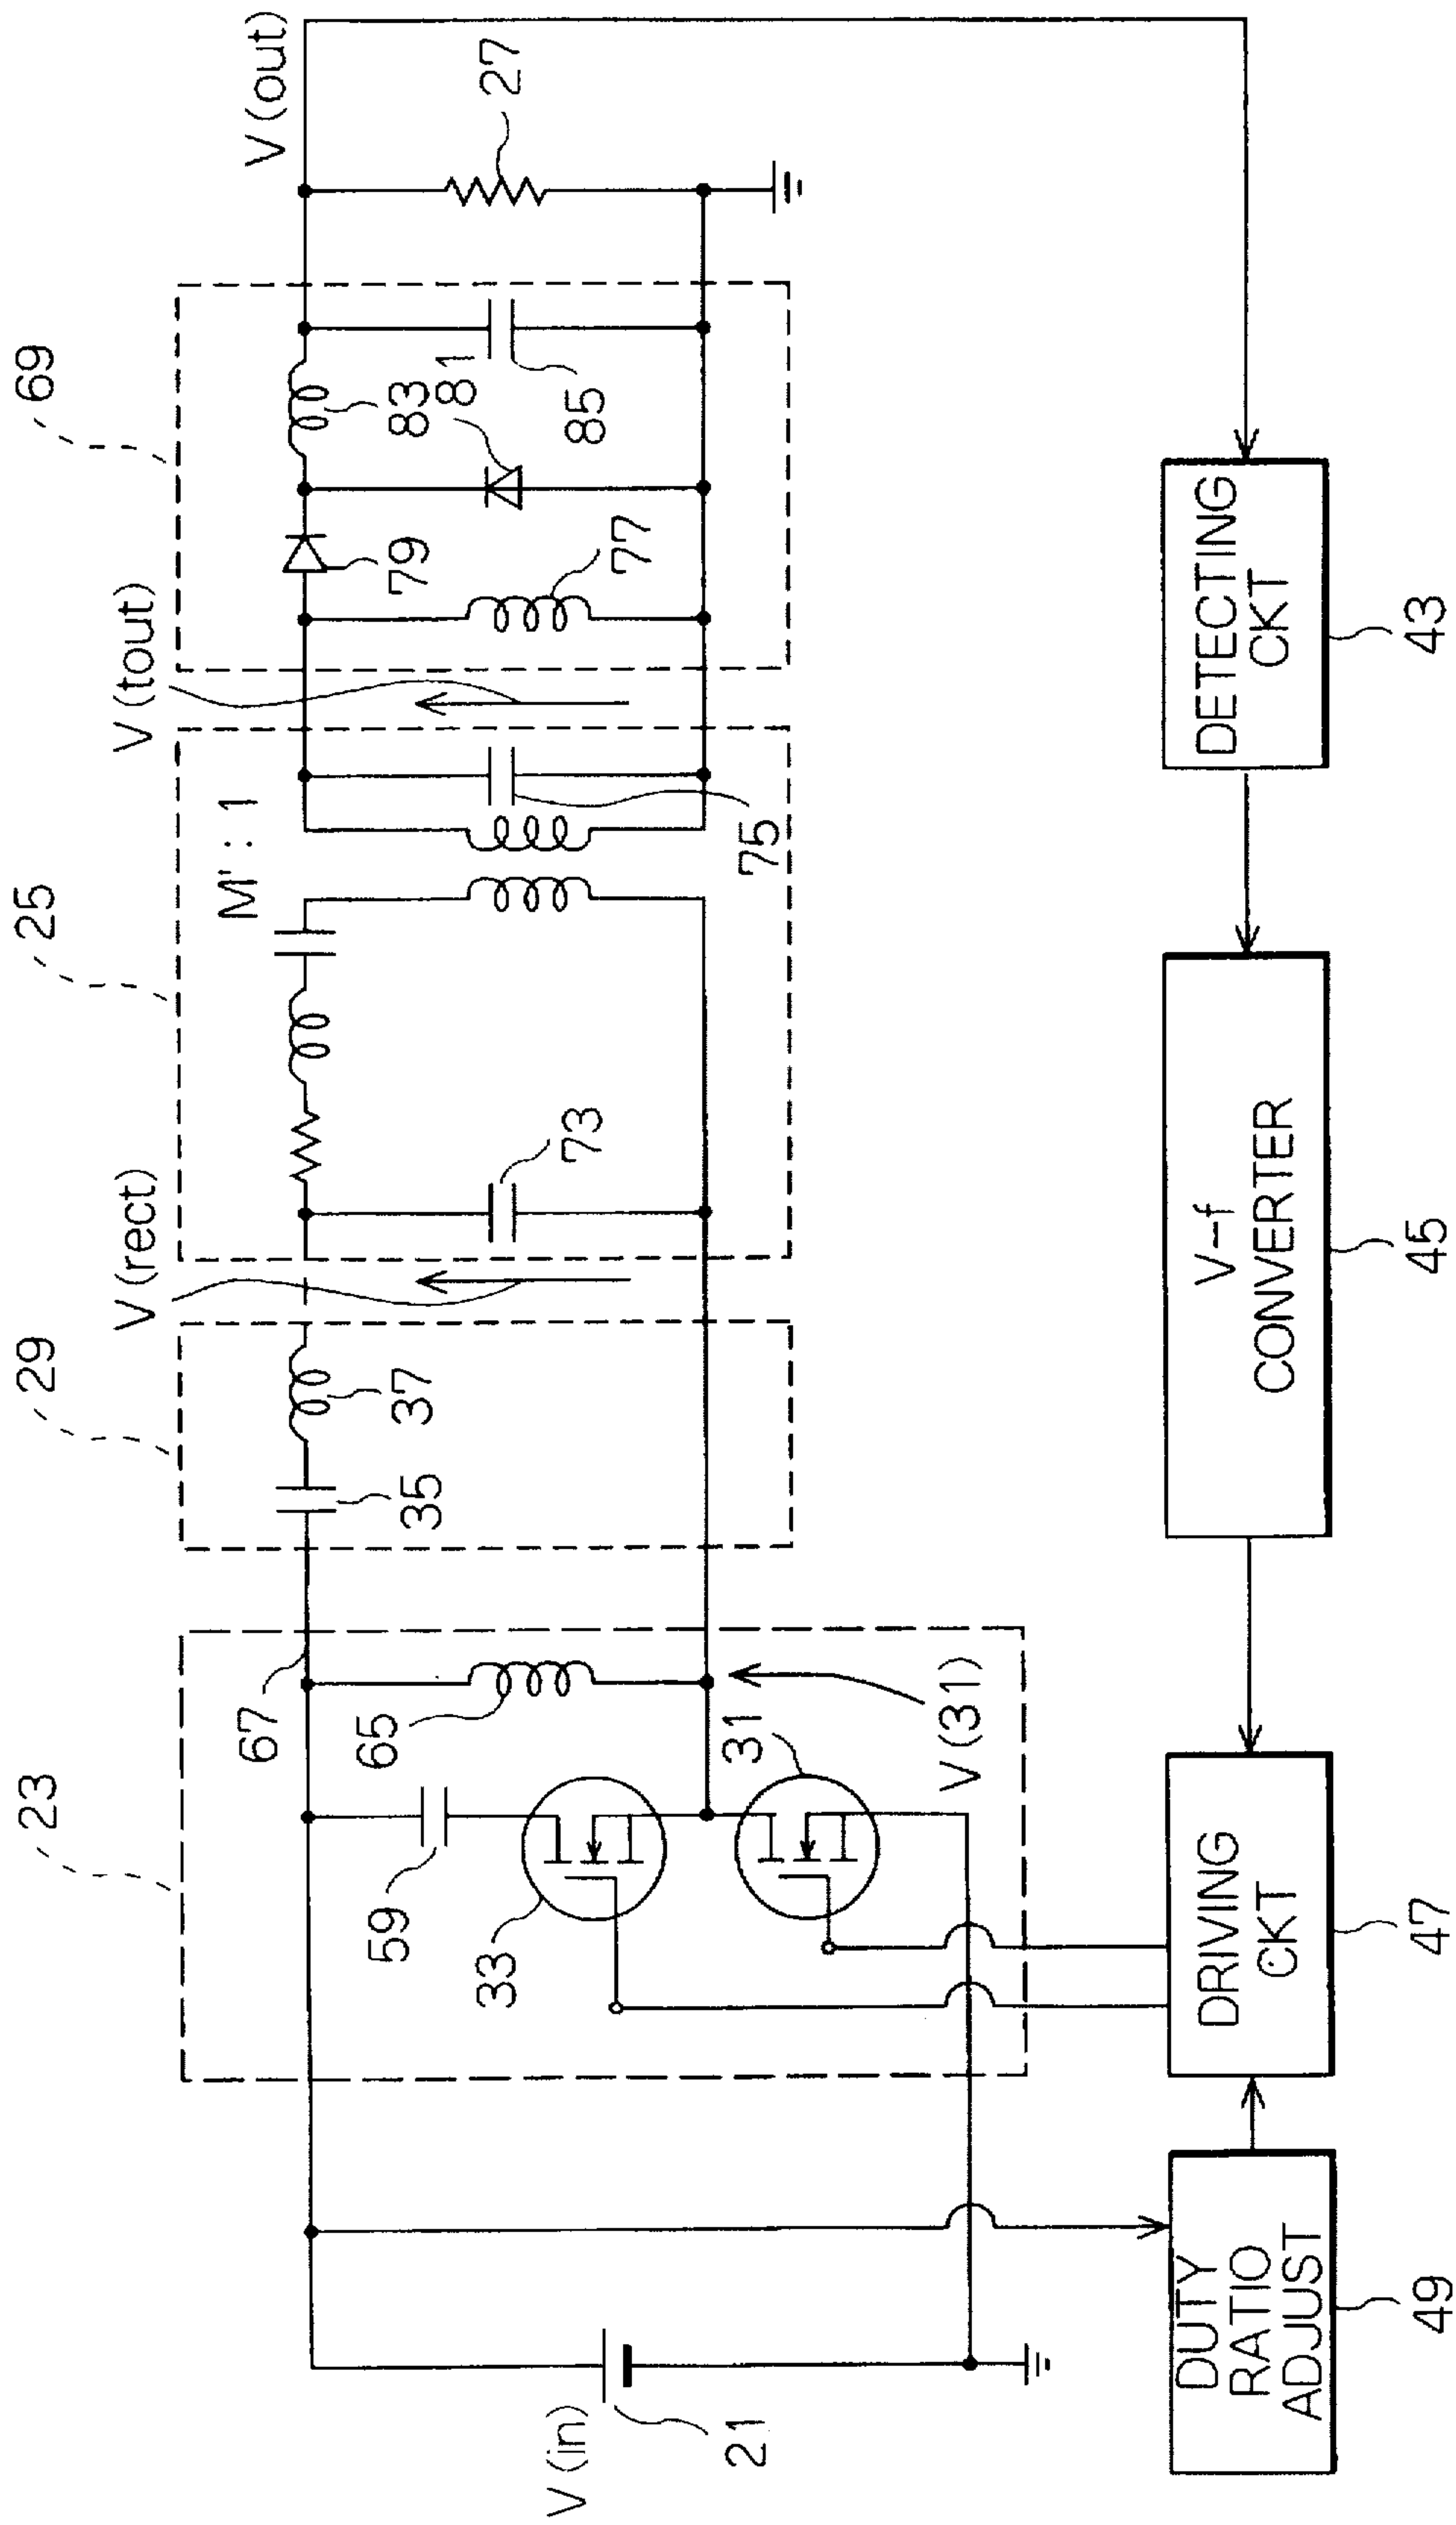 23
29
25
69
V (rect)
V (tout)
V (out)
67
M' : 1
59
65
35
37
73
79
83
81
33
31
75
77
85
27
V (in)
21
V (31)
DUTY
RATIO
ADJUST
49
DRIVING
CKT
47
V–f
CONVERTER
45
DETECTING
CKT
43